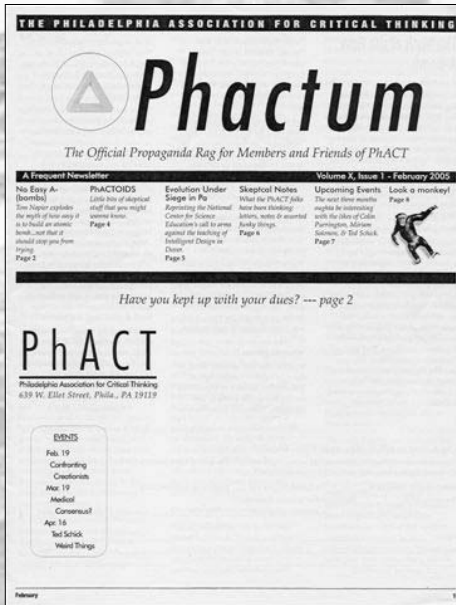 THE PHILADELPHIA ASSOCIATION FOR CRITICAL THINKING
Phactum
The Official Propaganda Rag for Members and Friends of PhACT
A Frequent Newsletter
Volume X, Issue 1 - February 2005
No Easy A-
(bombs)
Tom Napier explodes
the myth of how easy it
is to build an atomic
bomb...not that it
should stop you from
trying.
Page 2
PhACTOIDS
Little bits of skeptical
stuff that you might
wanna know.
Page 4
Evolution Under
Siege in Pa
Reprinting the National
Center for Science
Education's call to arms
against the teaching of
Intelligent Design in
Dover.
Page 5
Skeptoal Notes
What the PhACT folks
have been thinking:
letters, notes & assorted
funky things.
Page 6
Upcoming Events
The next three months
oughta be interesting
with the likes of Colin
Purrington, Miriam
Solomon, & Ted Schick.
Page 7
Look a monkey!
Page 8
Have you kept up with your dues? --- page 2
PhACT
Philadelphia Association for Critical Thinking
639 W. Ellet Street, Phila., PA 19119
EVENTS
Feb. 19
Confronting
Creationists
Mar. 19
Medical
Consensus?
Apr. 16
Ted Schick
Weird Things
February
1